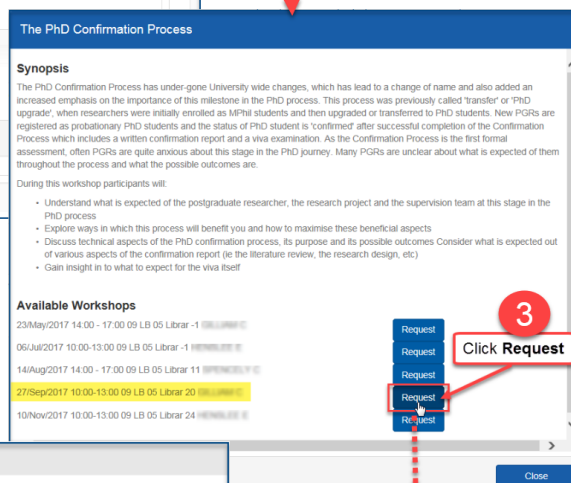 The PhD Confirmation Process
Synopsis
The PhD Confirmation Process has under-gone University wide changes, which has lead to a change of name and also added an
increased emphasis on the importance of this milestone in the PhD process. This process was previously called 'transfer' or 'PhD
upgrade', when researchers were initially enrolled as MPhil students and then upgraded or transferred to PhD students. New PGRs are
registered as probationary PhD students and the status of PhD student is 'confirmed' after successful completion of the Confirmation
Process which includes a written confirmation report and a viva examination. As the Confirmation Process is the first formal
assessment, often PGRs are quite anxious about this stage in the PhD journey. Many PGRs are unclear about what is expected of them
throughout the process and what the possible outcomes are.
During this workshop participants will:
• Understand what is expected of the postgraduate researcher, the research project and the supervision team at this stage in the
PhD process
• Explore ways in which this process will benefit you and how to maximise these beneficial aspects
• Discuss technical aspects of the PhD confirmation process, its purpose and its possible outcomes Consider what is expected out
of various aspects of the confirmation report (ie the literature review, the research design, etc)
• Gain insight in to what to expect for the viva itself
Available Workshops
23/May/2017 14:00 - 17:00 09 LB 05 Librar -1 Request
06/Jul/2017 10:00-13:00 09 LB 05 Librar -1 Request
14/Aug/2017 14:00 - 17:00 09 LB 05 Librar 11 Request
27/Sep/2017 10:00-13:00 09 LB 05 Librar 20 Request
10/Nov/2017 10:00-13:00 09 LB 05 Librar 24 Request
3
Click Request
Close